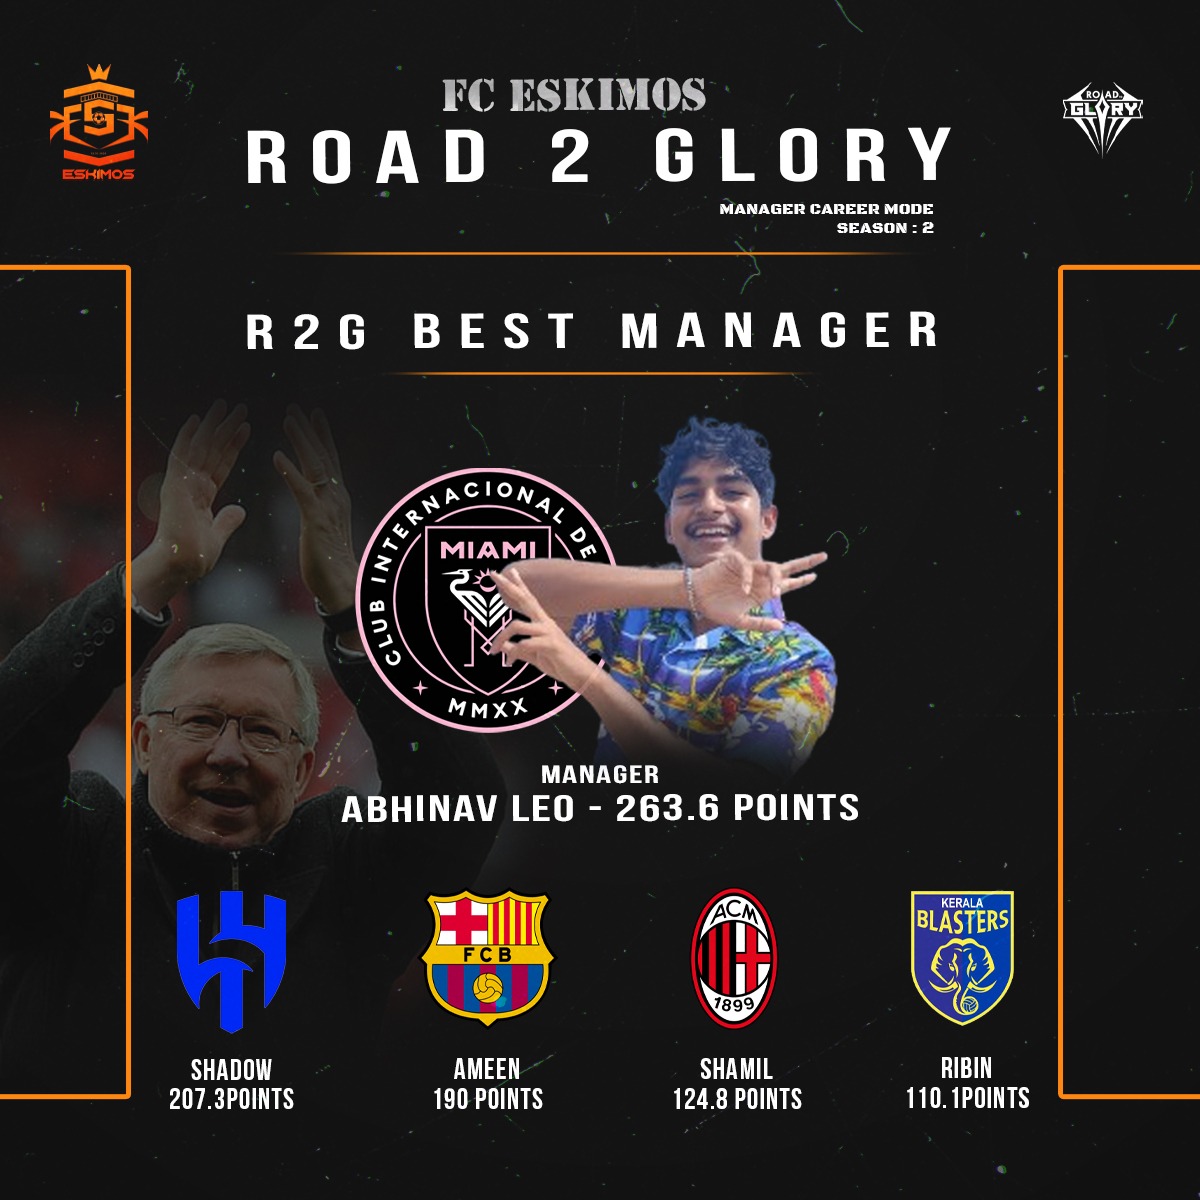 ESKIMOS
FC ESKIMOS
ROAD 2 GLORY
ROAD
GLORY
MANAGER CAREER MODE
SEASON : 2
R2G BEST MANAGER
CLUB INTERNACIONAL DE
MIAMI
MMXX
MANAGER
ABHINAV LEO - 263.6 POINTS
FCB
ACM
1899
KERALA
BLASTERS
SHADOW
207.3POINTS
AMEEN
190 POINTS
SHAMIL
124.8 POINTS
RIBIN
110.1POINTS